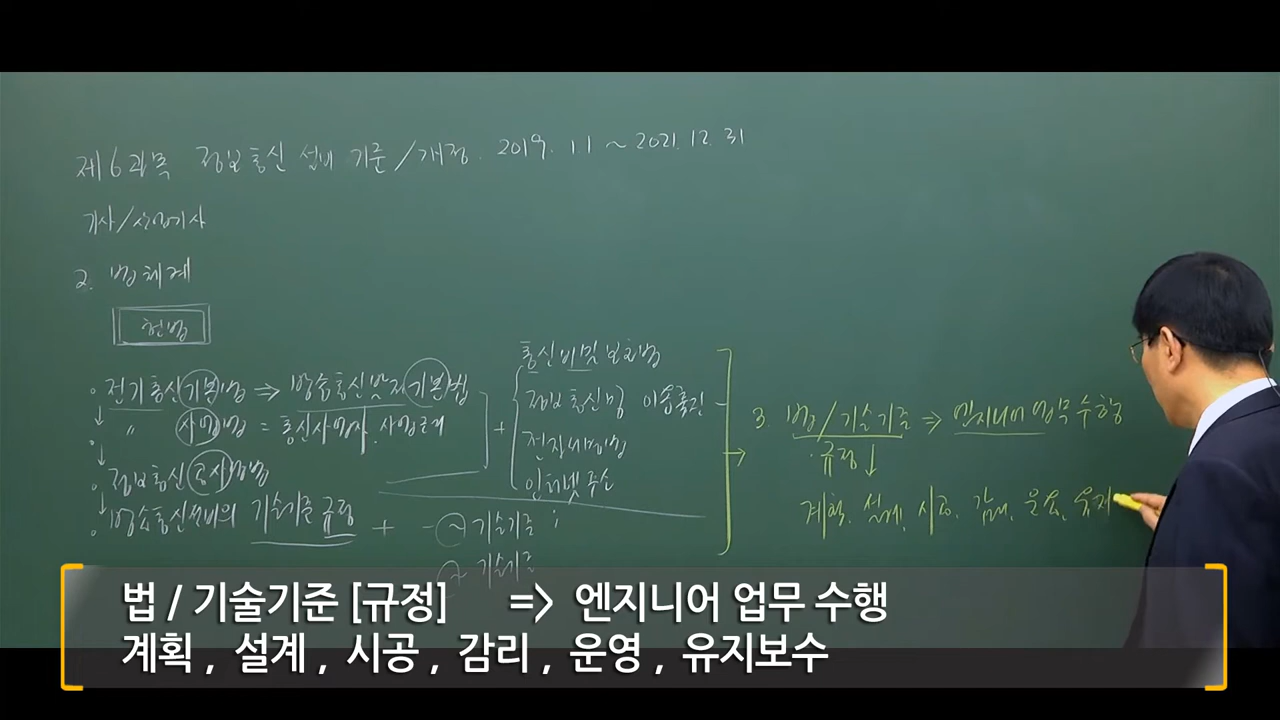 제6과목 정보통신 설비 기준/개정. 2019. 1.1 ~ 2021. 12. 31
기사/산업기사
2. 법체계
헌법
전기통신기본법 ⇒ 방송통신발전기본법
↓ 〃 사업법 = 통신사업자. 사업규제
↓ 정보통신공사업법
방송통신설비의 기술기준 규정 + - ~ 기술기준 ;
~ 기술기준
+ 통신비밀보호법
정보통신망 이용촉진
전자서명법
인터넷주소
→ 3. 법/기술기준 ⇒ 엔지니어 업무수행
· 규정 ↓
계획, 설계, 시공, 감리, 운용, 유지
법 / 기술기준 [규정] => 엔지니어 업무 수행
계획 , 설계 , 시공 , 감리 , 운영 , 유지보수